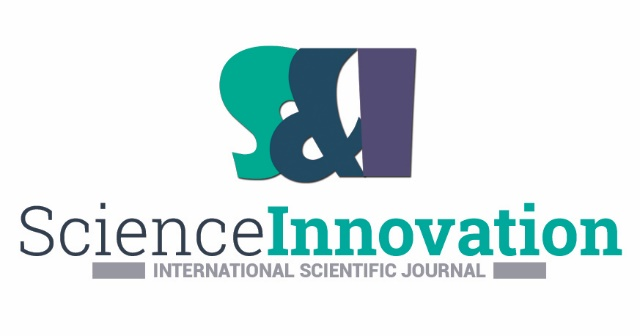 S&I
ScienceInnovation
INTERNATIONAL SCIENTIFIC JOURNAL